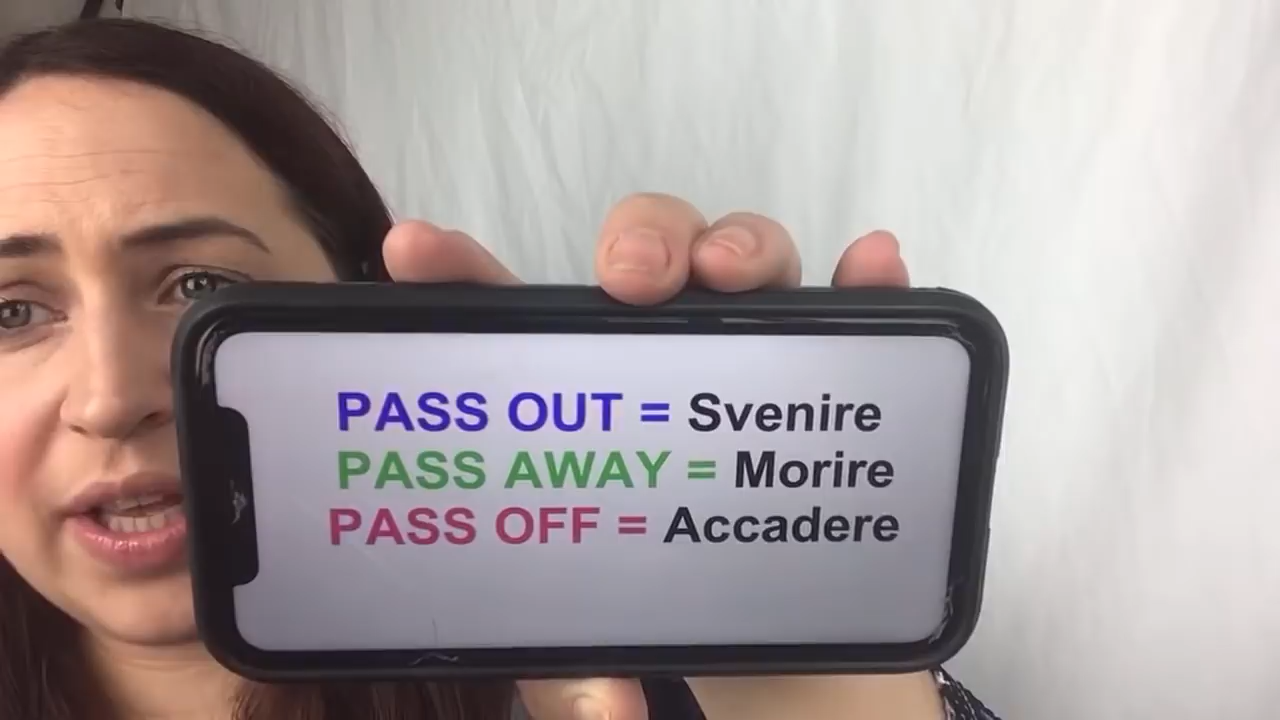 PASS OUT = Svenire
PASS AWAY = Morire
PASS OFF = Accadere